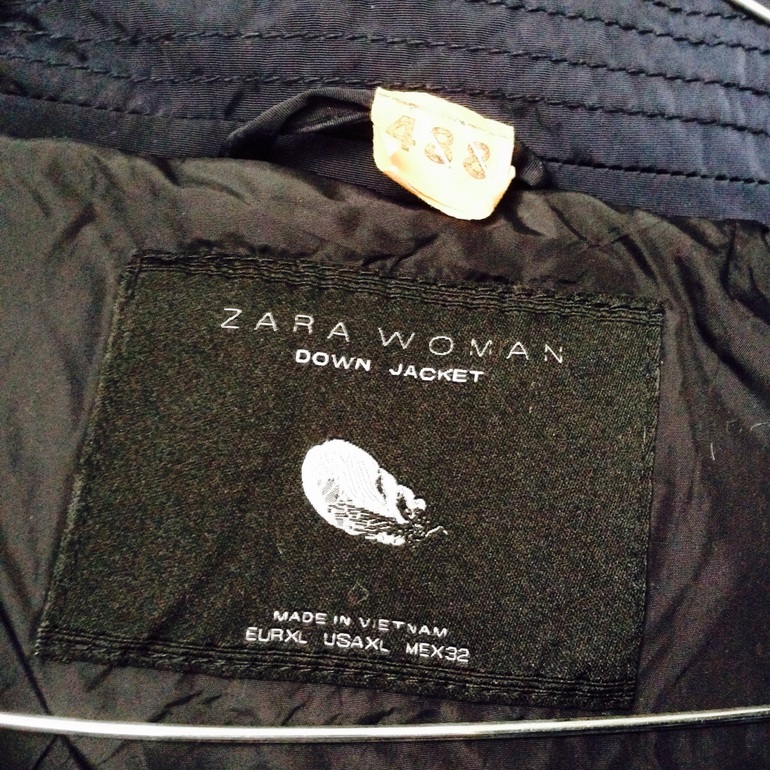 488
ZARA WOMAN
DOWN JACKET
MADE IN VIETNAM
EURXL USAXL MEX32